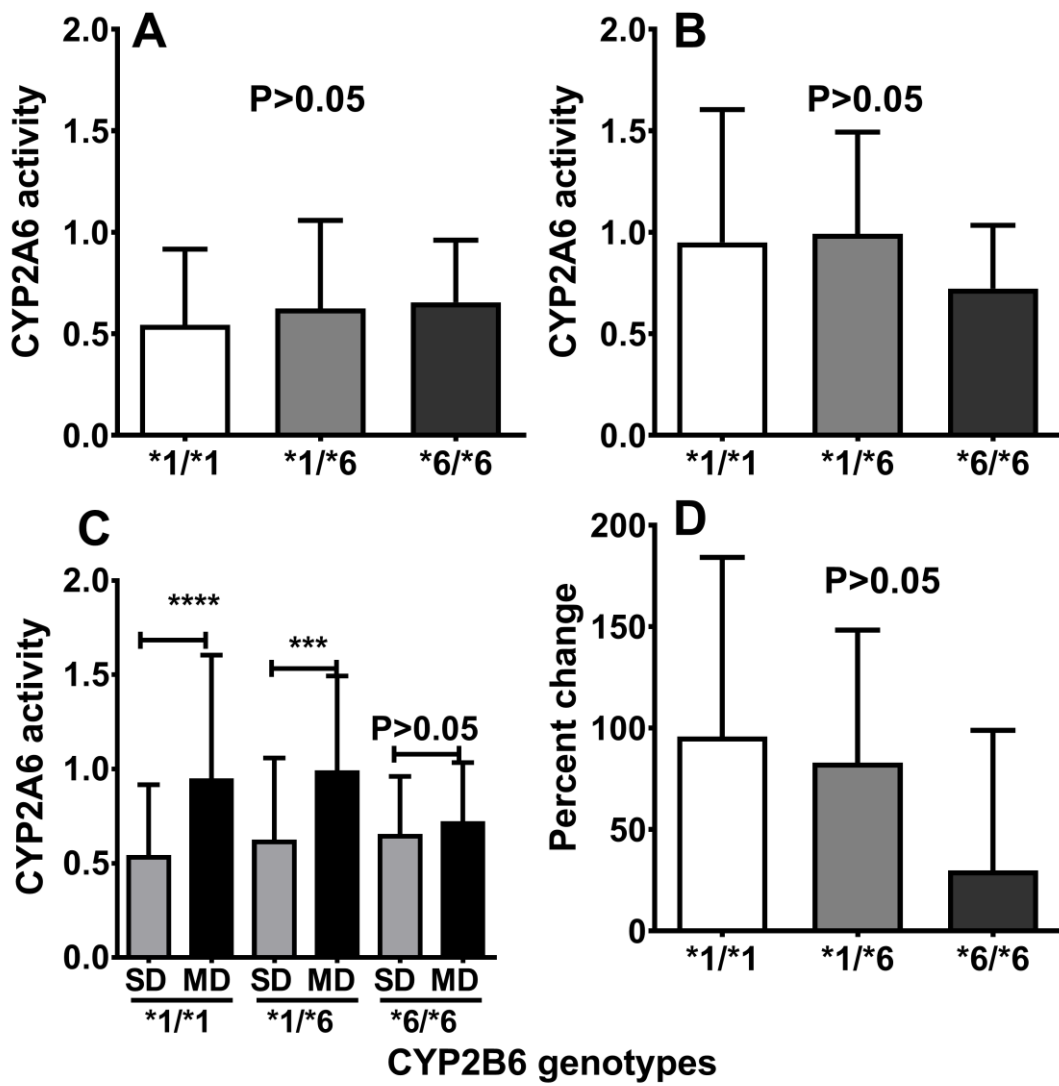 A
P>0.05
CYP2A6 activity
2.0
1.5
1.0
0.5
0.0
*1/*1 *1/*6 *6/*6
B
P>0.05
CYP2A6 activity
2.0
1.5
1.0
0.5
0.0
*1/*1 *1/*6 *6/*6
C
****
***
P>0.05
CYP2A6 activity
2.0
1.5
1.0
0.5
0.0
SD MD SD MD SD MD
*1/*1 *1/*6 *6/*6
D
P>0.05
Percent change
200
150
100
50
0
*1/*1 *1/*6 *6/*6
CYP2B6 genotypes